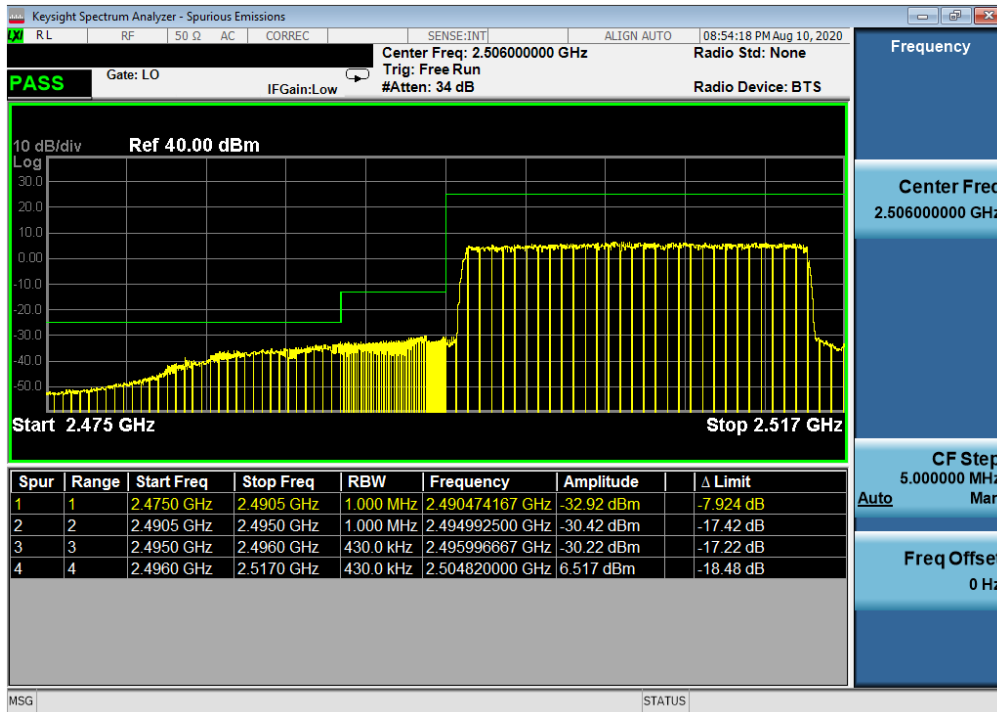 Keysight Spectrum Analyzer - Spurious Emissions
LXI RL RF 50 Ω AC CORREC SENSE:INT ALIGN AUTO 08:54:18 PM Aug 10, 2020
Center Freq: 2.506000000 GHz Radio Std: None
Trig: Free Run
PASS Gate: LO IFGain:Low #Atten: 34 dB Radio Device: BTS
Frequency
10 dB/div Ref 40.00 dBm
Log
30.0
20.0
10.0
0.00
-10.0
-20.0
-30.0
-40.0
-50.0
Start 2.475 GHz Stop 2.517 GHz
Spur Range Start Freq Stop Freq RBW Frequency Amplitude Δ Limit
1 1 2.4750 GHz 2.4905 GHz 1.000 MHz 2.490474167 GHz -32.92 dBm -7.924 dB
2 2 2.4905 GHz 2.4950 GHz 1.000 MHz 2.494992500 GHz -30.42 dBm -17.42 dB
3 3 2.4950 GHz 2.4960 GHz 430.0 kHz 2.495996667 GHz -30.22 dBm -17.22 dB
4 4 2.4960 GHz 2.5170 GHz 430.0 kHz 2.504820000 GHz 6.517 dBm -18.48 dB
Center Freq
2.506000000 GHz
CF Step
5.000000 MHz
Auto Man
Freq Offset
0 Hz
MSG STATUS